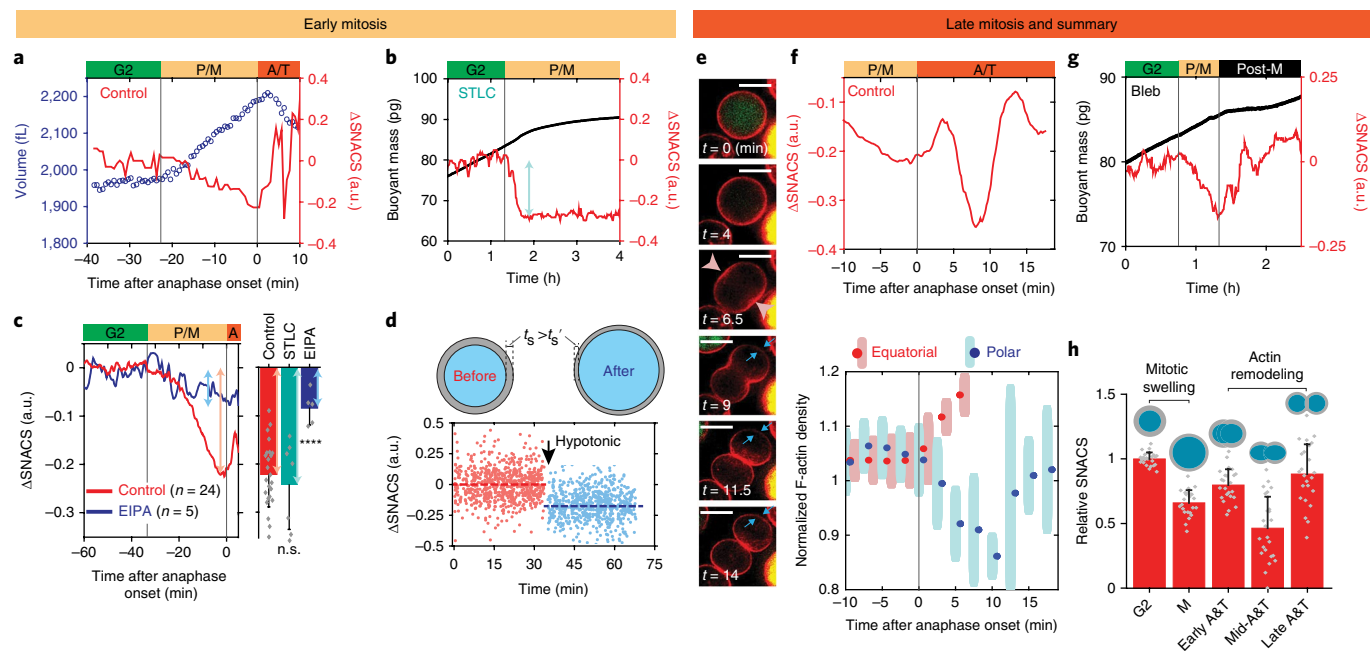 Early mitosis
Late mitosis and summary
a
G2
P/M
A/T
Control
2,200
2,100
2,000
1,900
1,800
Volume (fL)
0.4
0.2
0
−0.2
−0.4
ΔSNACS (a.u.)
−40
−30
−20
−10
0
10
Time after anaphase onset (min)
b
G2
P/M
STLC
100
90
80
70
60
Buoyant mass (pg)
0.4
0.2
0
−0.2
−0.4
ΔSNACS (a.u.)
0
1
2
3
4
Time (h)
c
G2
P/M
A
0
−0.1
−0.2
−0.3
ΔSNACS (a.u.)
Control (n = 24)
EIPA (n = 5)
−60
−40
−20
0
Time after anaphase
onset (min)
Control
STLC
EIPA
****
n.s.
d
ts > ts′
Before
After
Hypotonic
0.5
0.25
0
−0.25
−0.5
ΔSNACS (a.u.)
0
15
30
45
60
75
Time (min)
e
t = 0 (min)
t = 4
t = 6.5
t = 9
t = 11.5
t = 14
f
P/M
A/T
Control
−0.1
−0.2
−0.3
−0.4
ΔSNACS (a.u.)
−10
−5
0
5
10
15
Time after anaphase onset (min)
Equatorial
Polar
1.2
1.1
1
0.9
0.8
Normalized F-actin density
−10
−5
0
5
10
15
Time after anaphase onset (min)
g
G2
P/M
Post-M
Bleb
90
80
70
Buoyant mass (pg)
0.25
0
−0.25
ΔSNACS (a.u.)
0
1
2
Time (h)
h
Mitotic
swelling
Actin
remodeling
1.5
1.0
0.5
0
Relative SNACS
G2
M
Early A&T
Mid-A&T
Late A&T